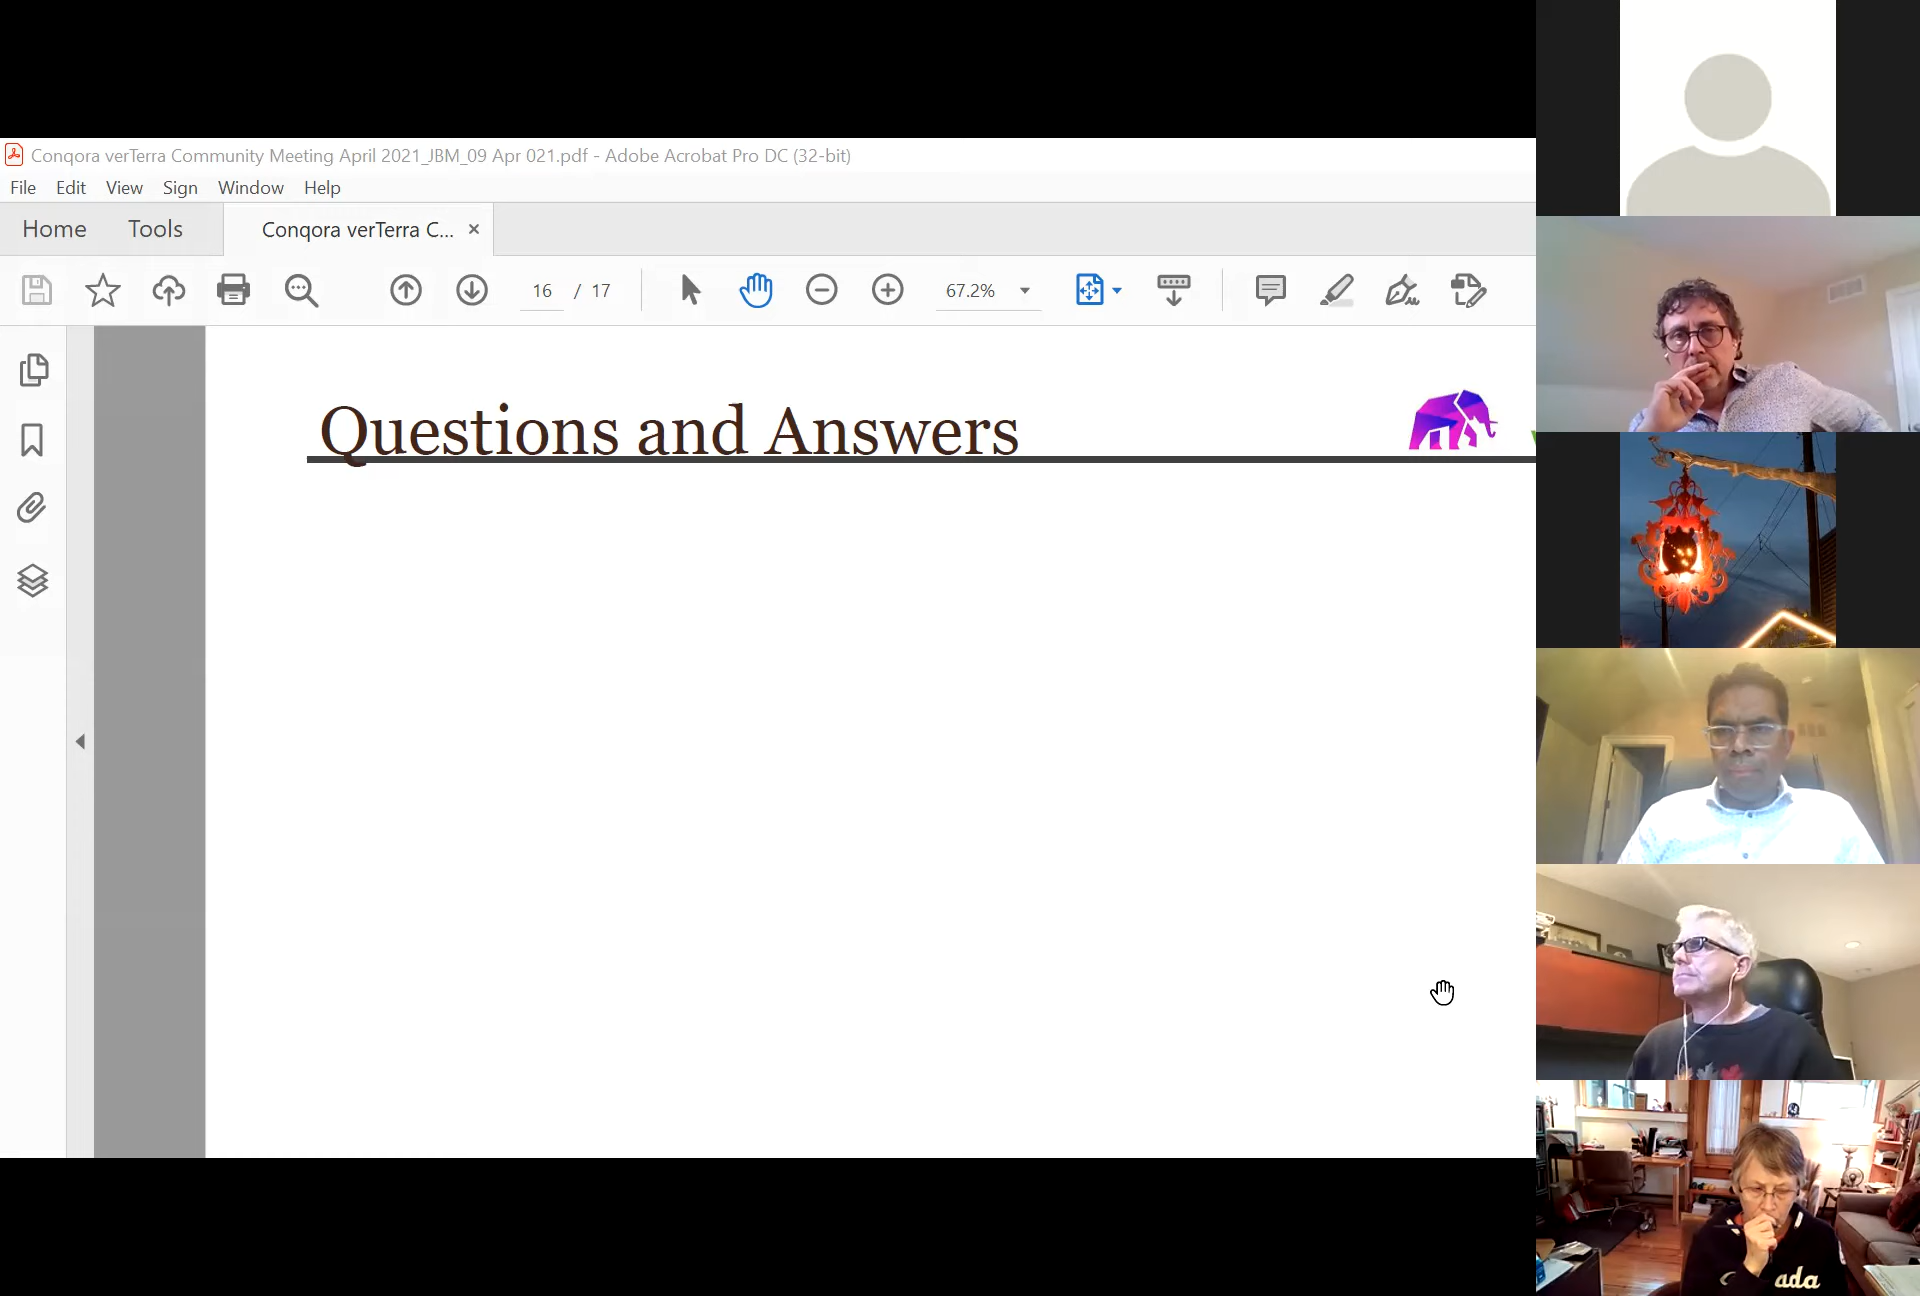 Conqora verTerra Community Meeting April 2021_JBM_09 Apr 021.pdf - Adobe Acrobat Pro DC (32-bit)
File Edit View Sign Window Help
Home Tools Conqora verTerra C... ×
16 / 17 67.2%
Questions and Answers
ada